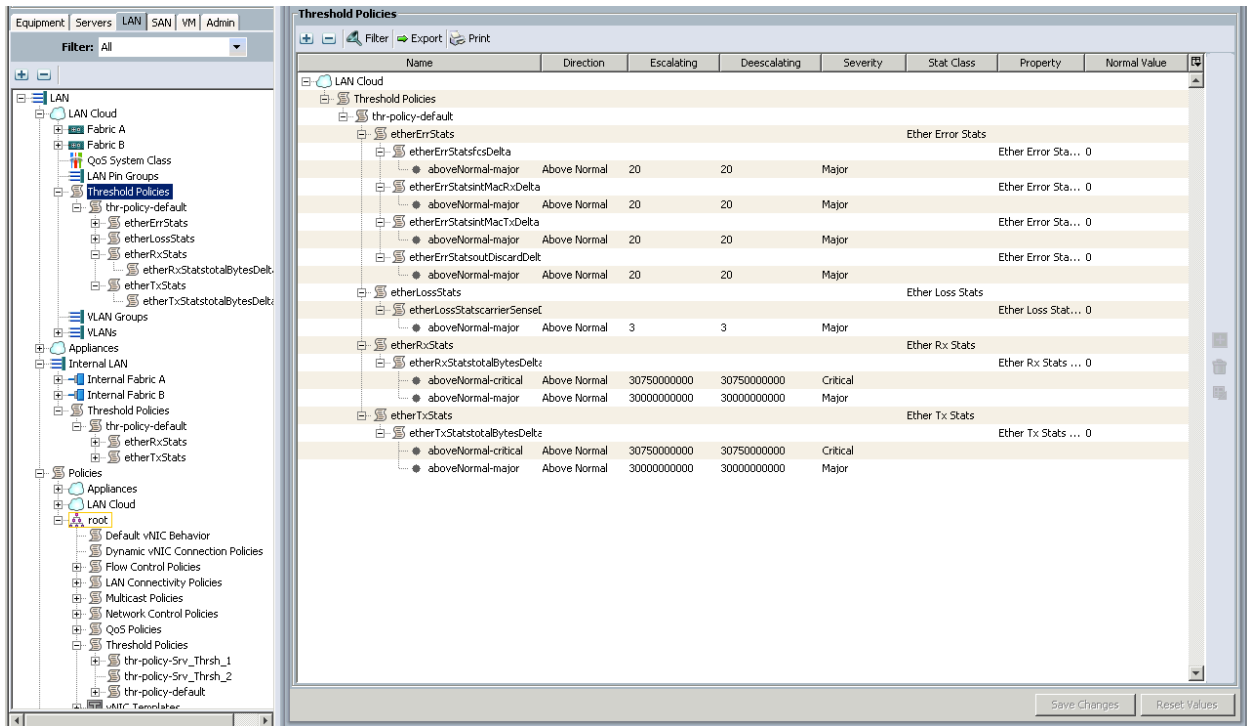 Equipment Servers LAN SAN VM Admin
Filter: All
LAN
LAN Cloud
Fabric A
Fabric B
QoS System Class
LAN Pin Groups
Threshold Policies
thr-policy-default
etherErrStats
etherLossStats
etherRxStats
etherRxStatstotalBytesDelta
etherTxStats
etherTxStatstotalBytesDelta
VLAN Groups
VLANs
Appliances
Internal LAN
Internal Fabric A
Internal Fabric B
Threshold Policies
thr-policy-default
etherRxStats
etherTxStats
Policies
Appliances
LAN Cloud
root
Default vNIC Behavior
Dynamic vNIC Connection Policies
Flow Control Policies
LAN Connectivity Policies
Multicast Policies
Network Control Policies
QoS Policies
Threshold Policies
thr-policy-Srv_Thrsh_1
thr-policy-Srv_Thrsh_2
thr-policy-default
vNIC Templates
Threshold Policies
Filter Export Print
Name Direction Escalating Deescalating Severity Stat Class Property Normal Value
LAN Cloud
Threshold Policies
thr-policy-default
etherErrStats Ether Error Stats
etherErrStatsfcsDelta Ether Error Sta... 0
aboveNormal-major Above Normal 20 20 Major
etherErrStatsintMacRxDelta Ether Error Sta... 0
aboveNormal-major Above Normal 20 20 Major
etherErrStatsintMacTxDelta Ether Error Sta... 0
aboveNormal-major Above Normal 20 20 Major
etherErrStatsoutDiscardDelt Ether Error Sta... 0
aboveNormal-major Above Normal 20 20 Major
etherLossStats Ether Loss Stats
etherLossStatscarrierSenseD Ether Loss Stat... 0
aboveNormal-major Above Normal 3 3 Major
etherRxStats Ether Rx Stats
etherRxStatstotalBytesDelta Ether Rx Stats ... 0
aboveNormal-critical Above Normal 30750000000 30750000000 Critical
aboveNormal-major Above Normal 30000000000 30000000000 Major
etherTxStats Ether Tx Stats
etherTxStatstotalBytesDelta Ether Tx Stats ... 0
aboveNormal-critical Above Normal 30750000000 30750000000 Critical
aboveNormal-major Above Normal 30000000000 30000000000 Major
Save Changes Reset Values